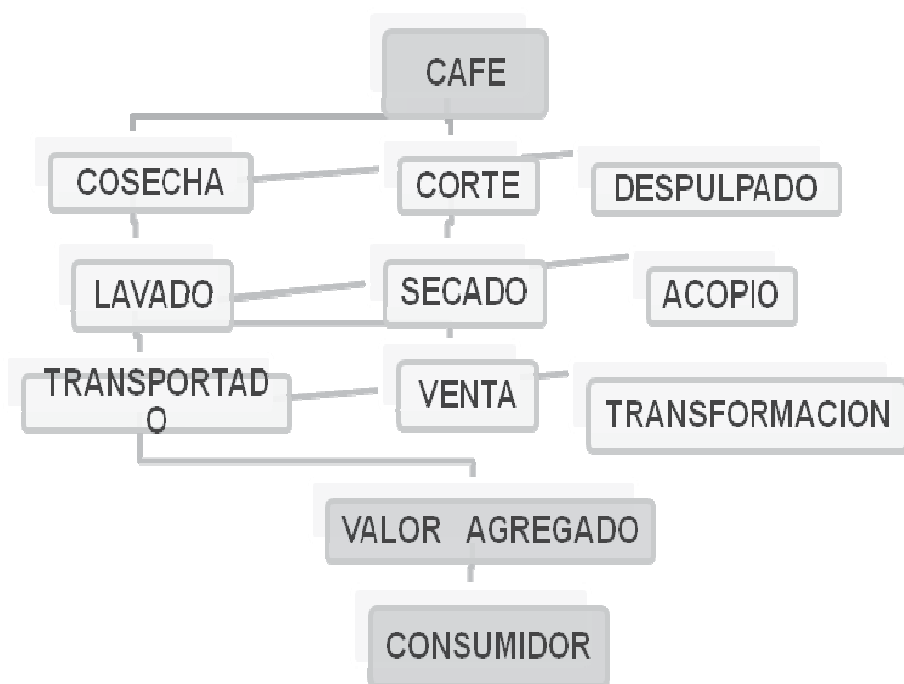 CAFE
COSECHA
CORTE
DESPULPADO
LAVADO
SECADO
ACOPIO
TRANSPORTAD
O
VENTA
TRANSFORMACION
VALOR AGREGADO
CONSUMIDOR